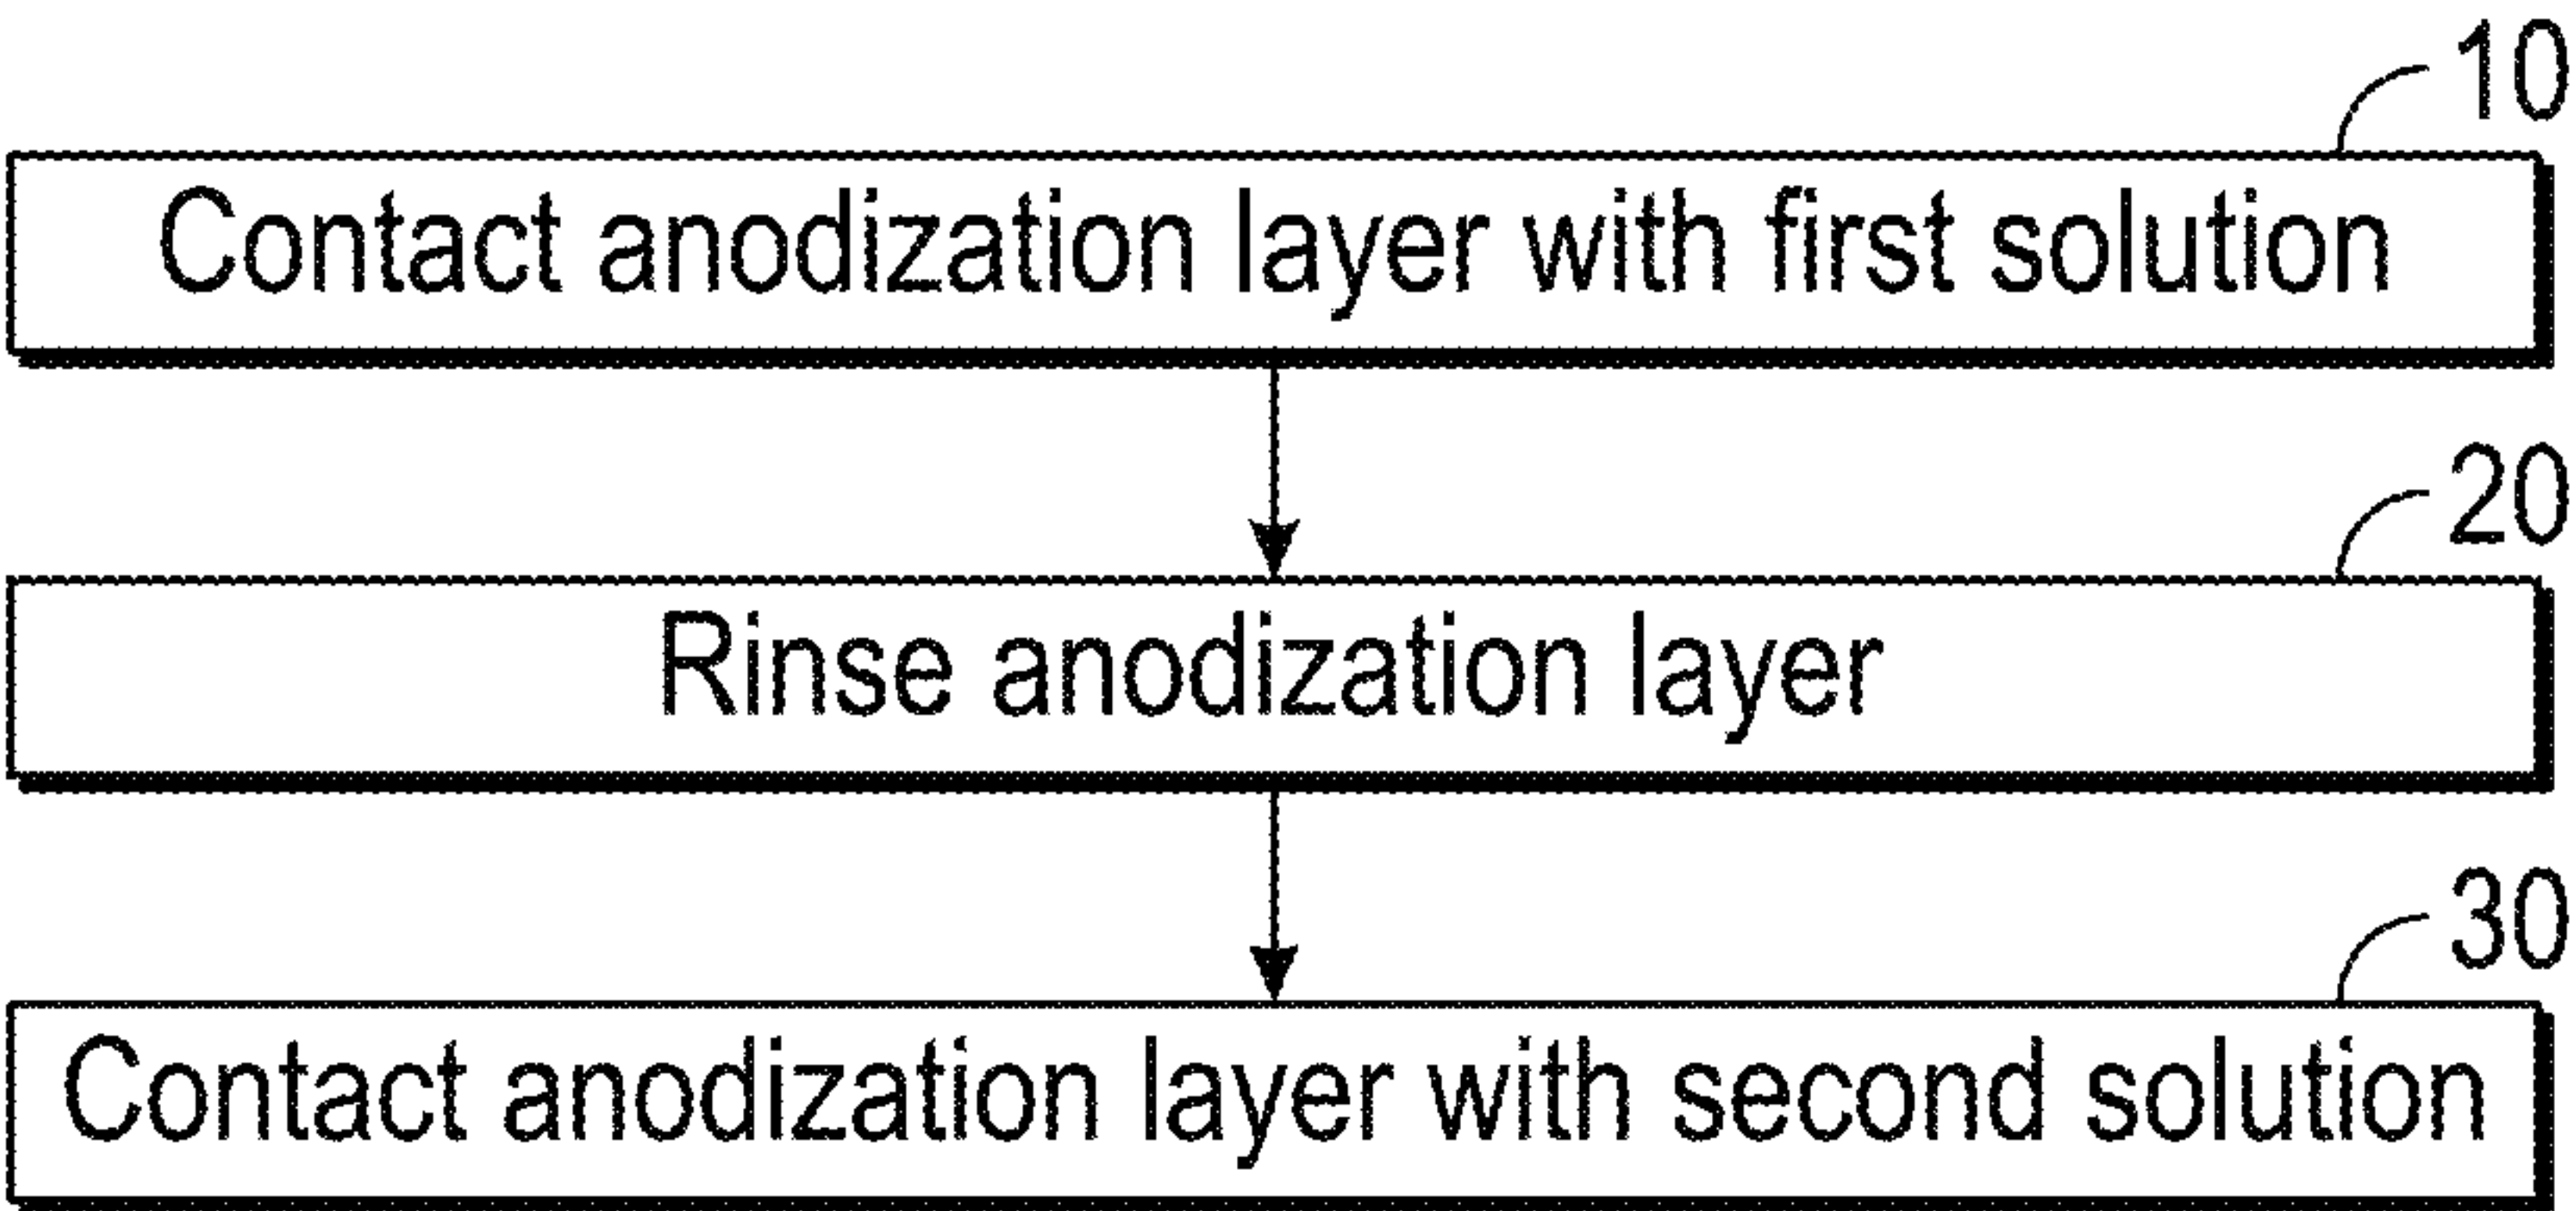 10
Contact anodization layer with first solution
20
Rinse anodization layer
30
Contact anodization layer with second solution